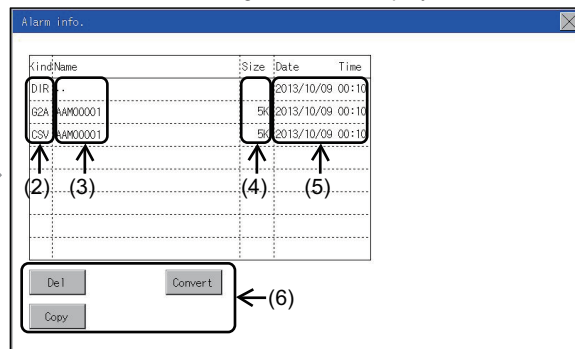 Alarm info.
Kind Name Size Date Time
DIR .. 2013/10/09 00:10
G2A AAM00001 5K 2013/10/09 00:10
CSV AAM00001 5K 2013/10/09 00:10
(2) (3) (4) (5)
Del Convert
(6)
Copy